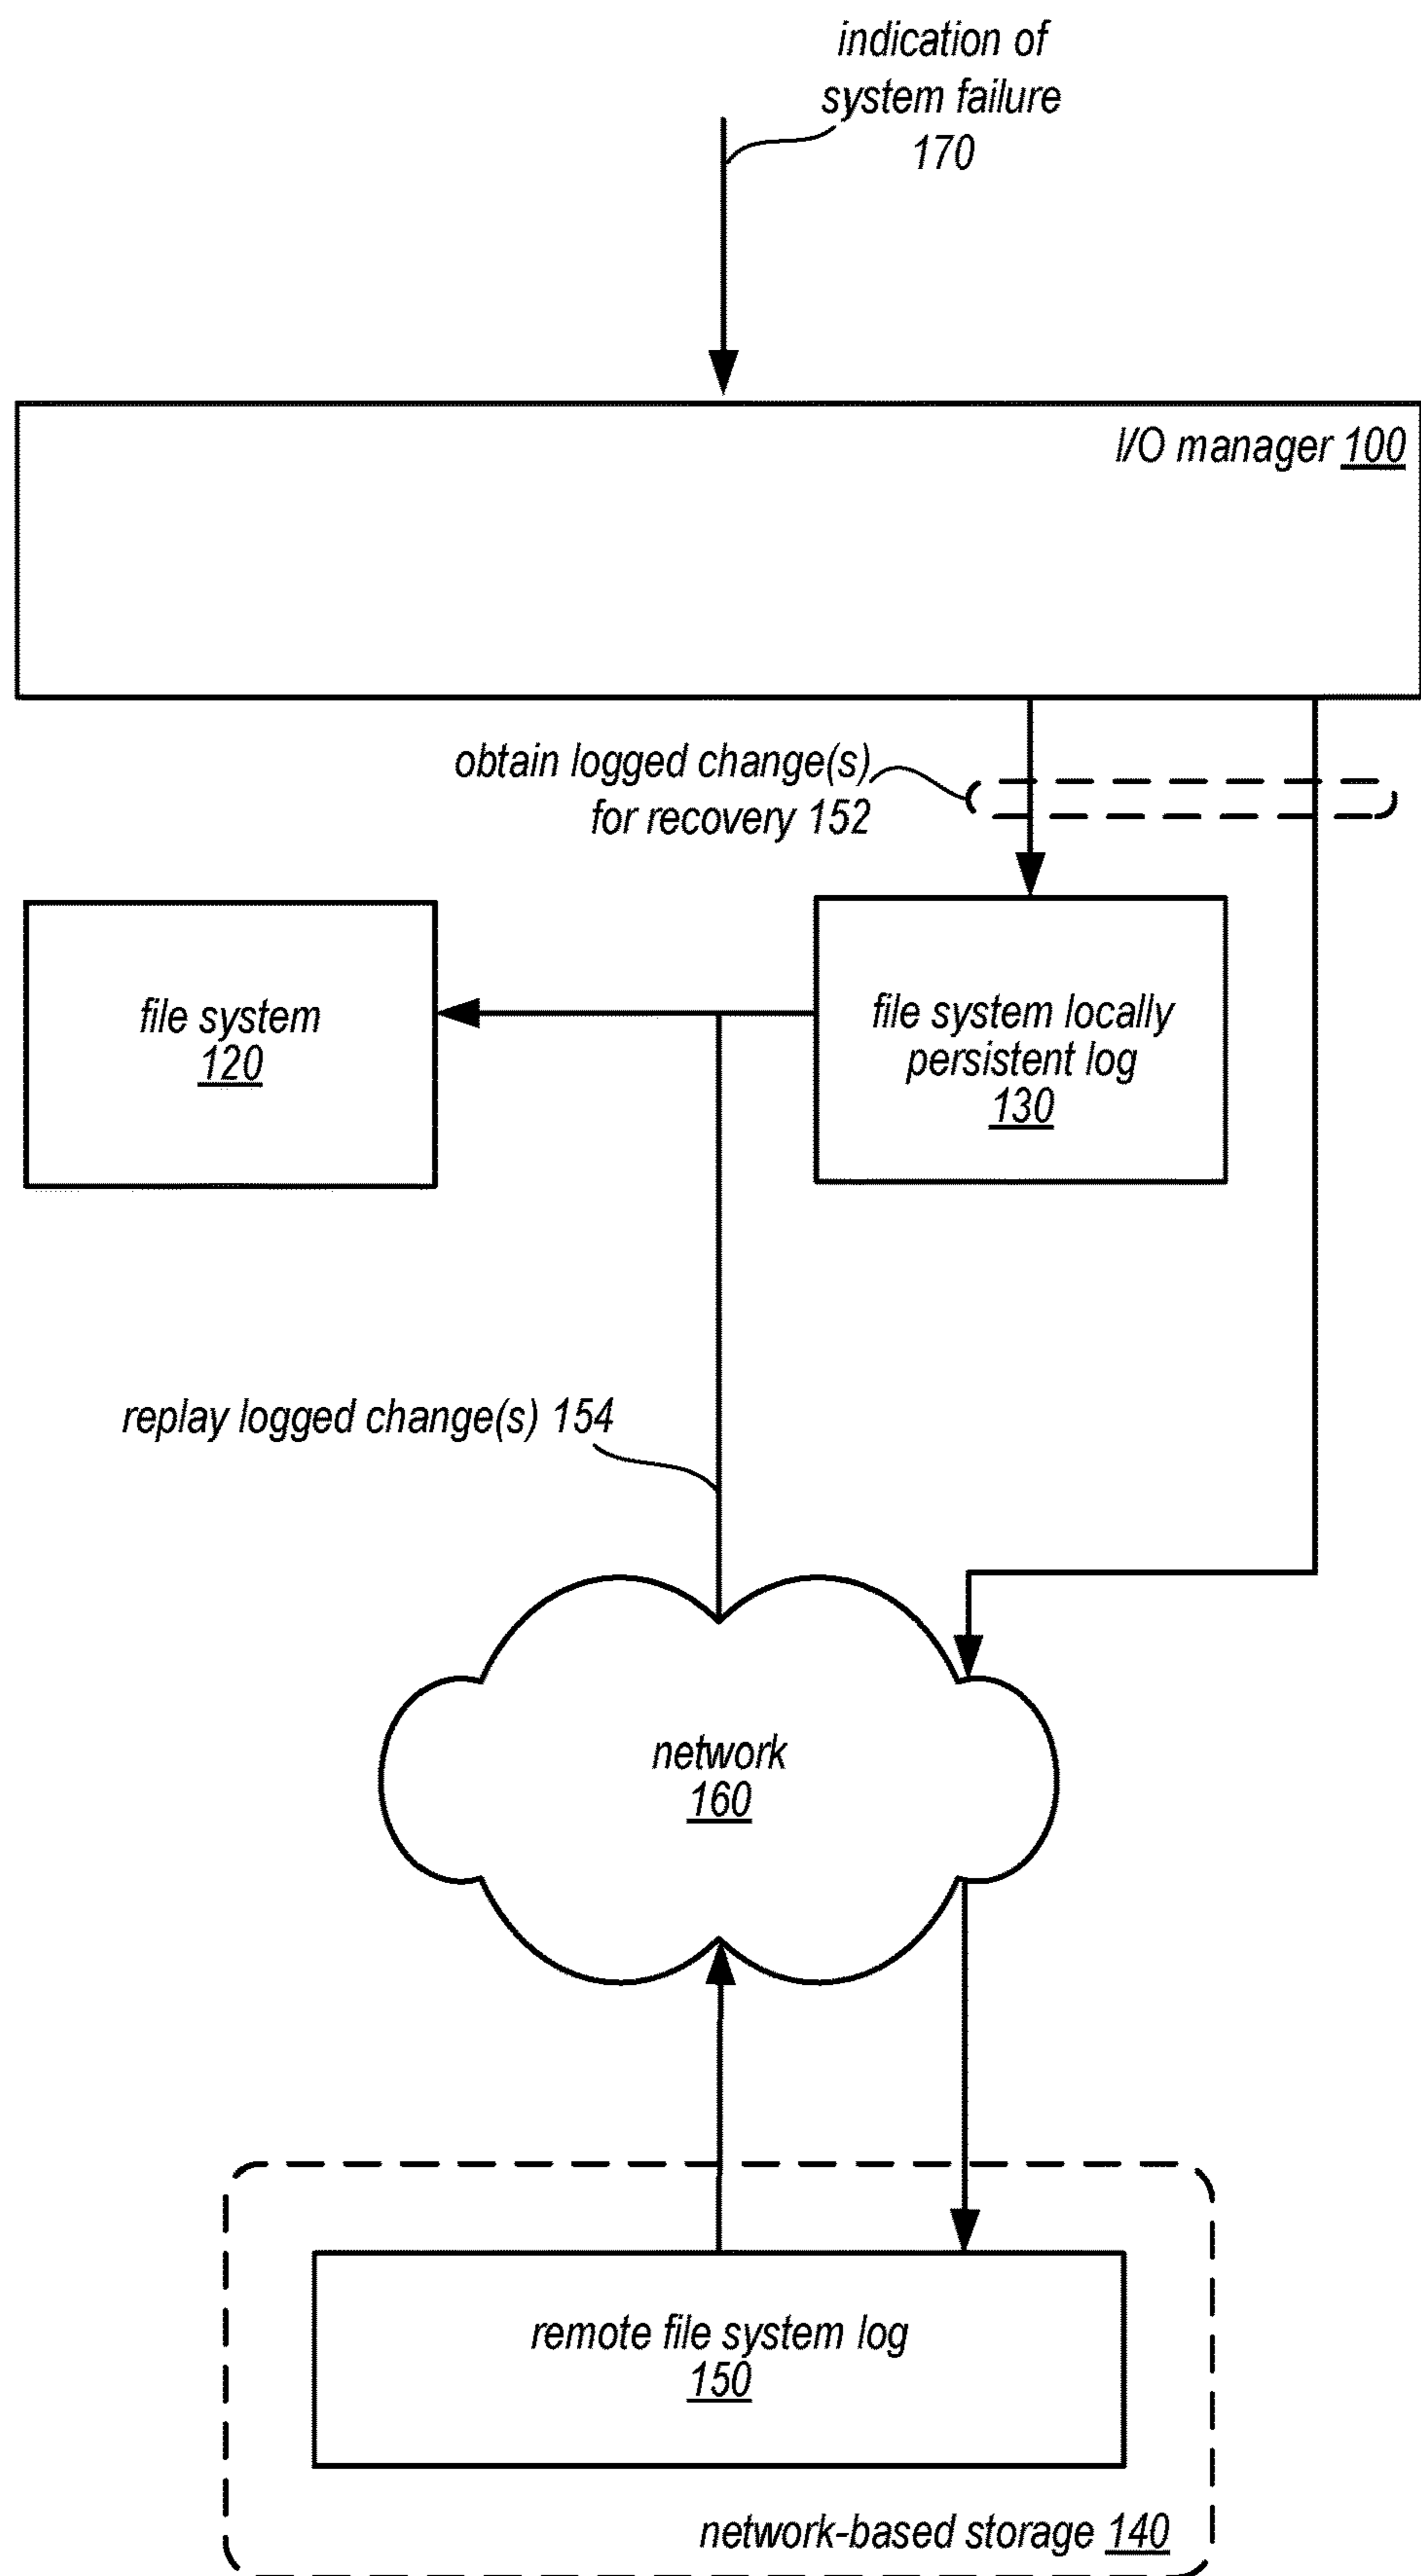 indication of
system failure
170
I/O manager 100
obtain logged change(s)
for recovery 152
file system
120
file system locally
persistent log
130
replay logged change(s) 154
network
160
remote file system log
150
network-based storage 140